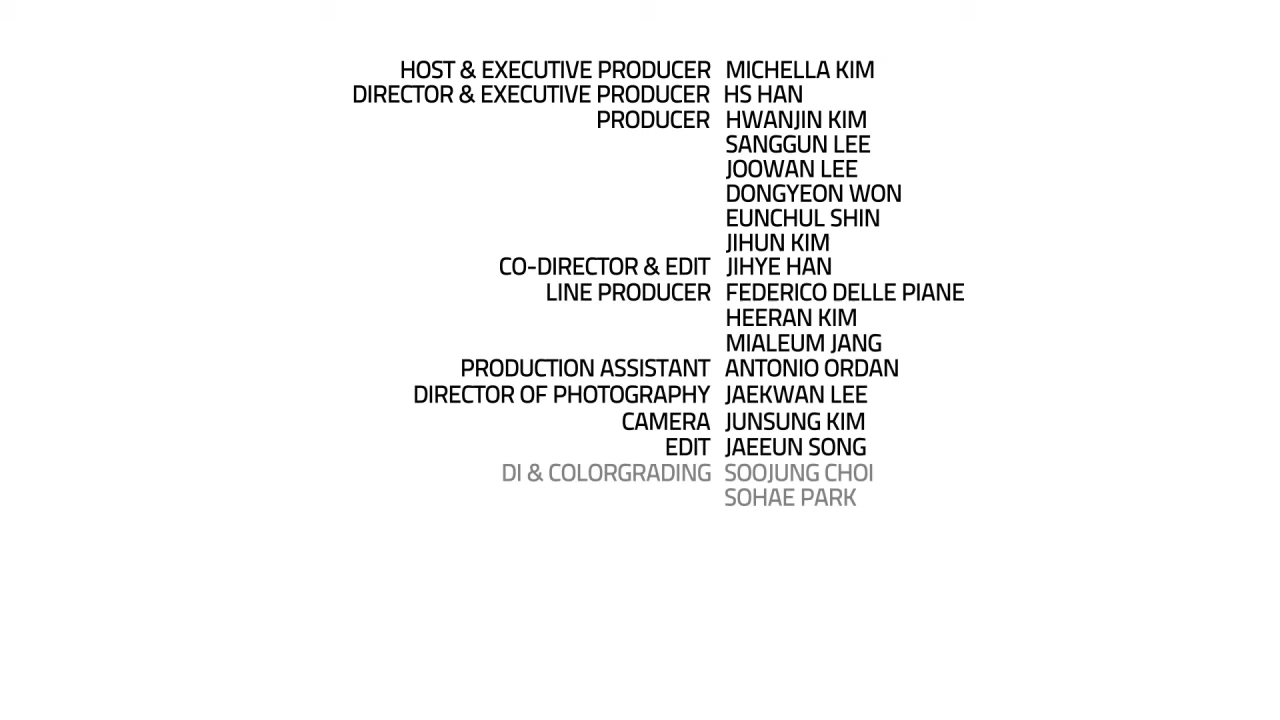 HOST & EXECUTIVE PRODUCER MICHELLA KIM
DIRECTOR & EXECUTIVE PRODUCER HS HAN
PRODUCER HWANJIN KIM
SANGGUN LEE
JOOWAN LEE
DONGYEON WON
EUNCHUL SHIN
JIHUN KIM
CO-DIRECTOR & EDIT JIHYE HAN
LINE PRODUCER FEDERICO DELLE PIANE
HEERAN KIM
MIALEUM JANG
PRODUCTION ASSISTANT ANTONIO ORDAN
DIRECTOR OF PHOTOGRAPHY JAEKWAN LEE
CAMERA JUNSUNG KIM
EDIT JAEEUN SONG
DI & COLORGRADING SOOJUNG CHOI
SOHAE PARK